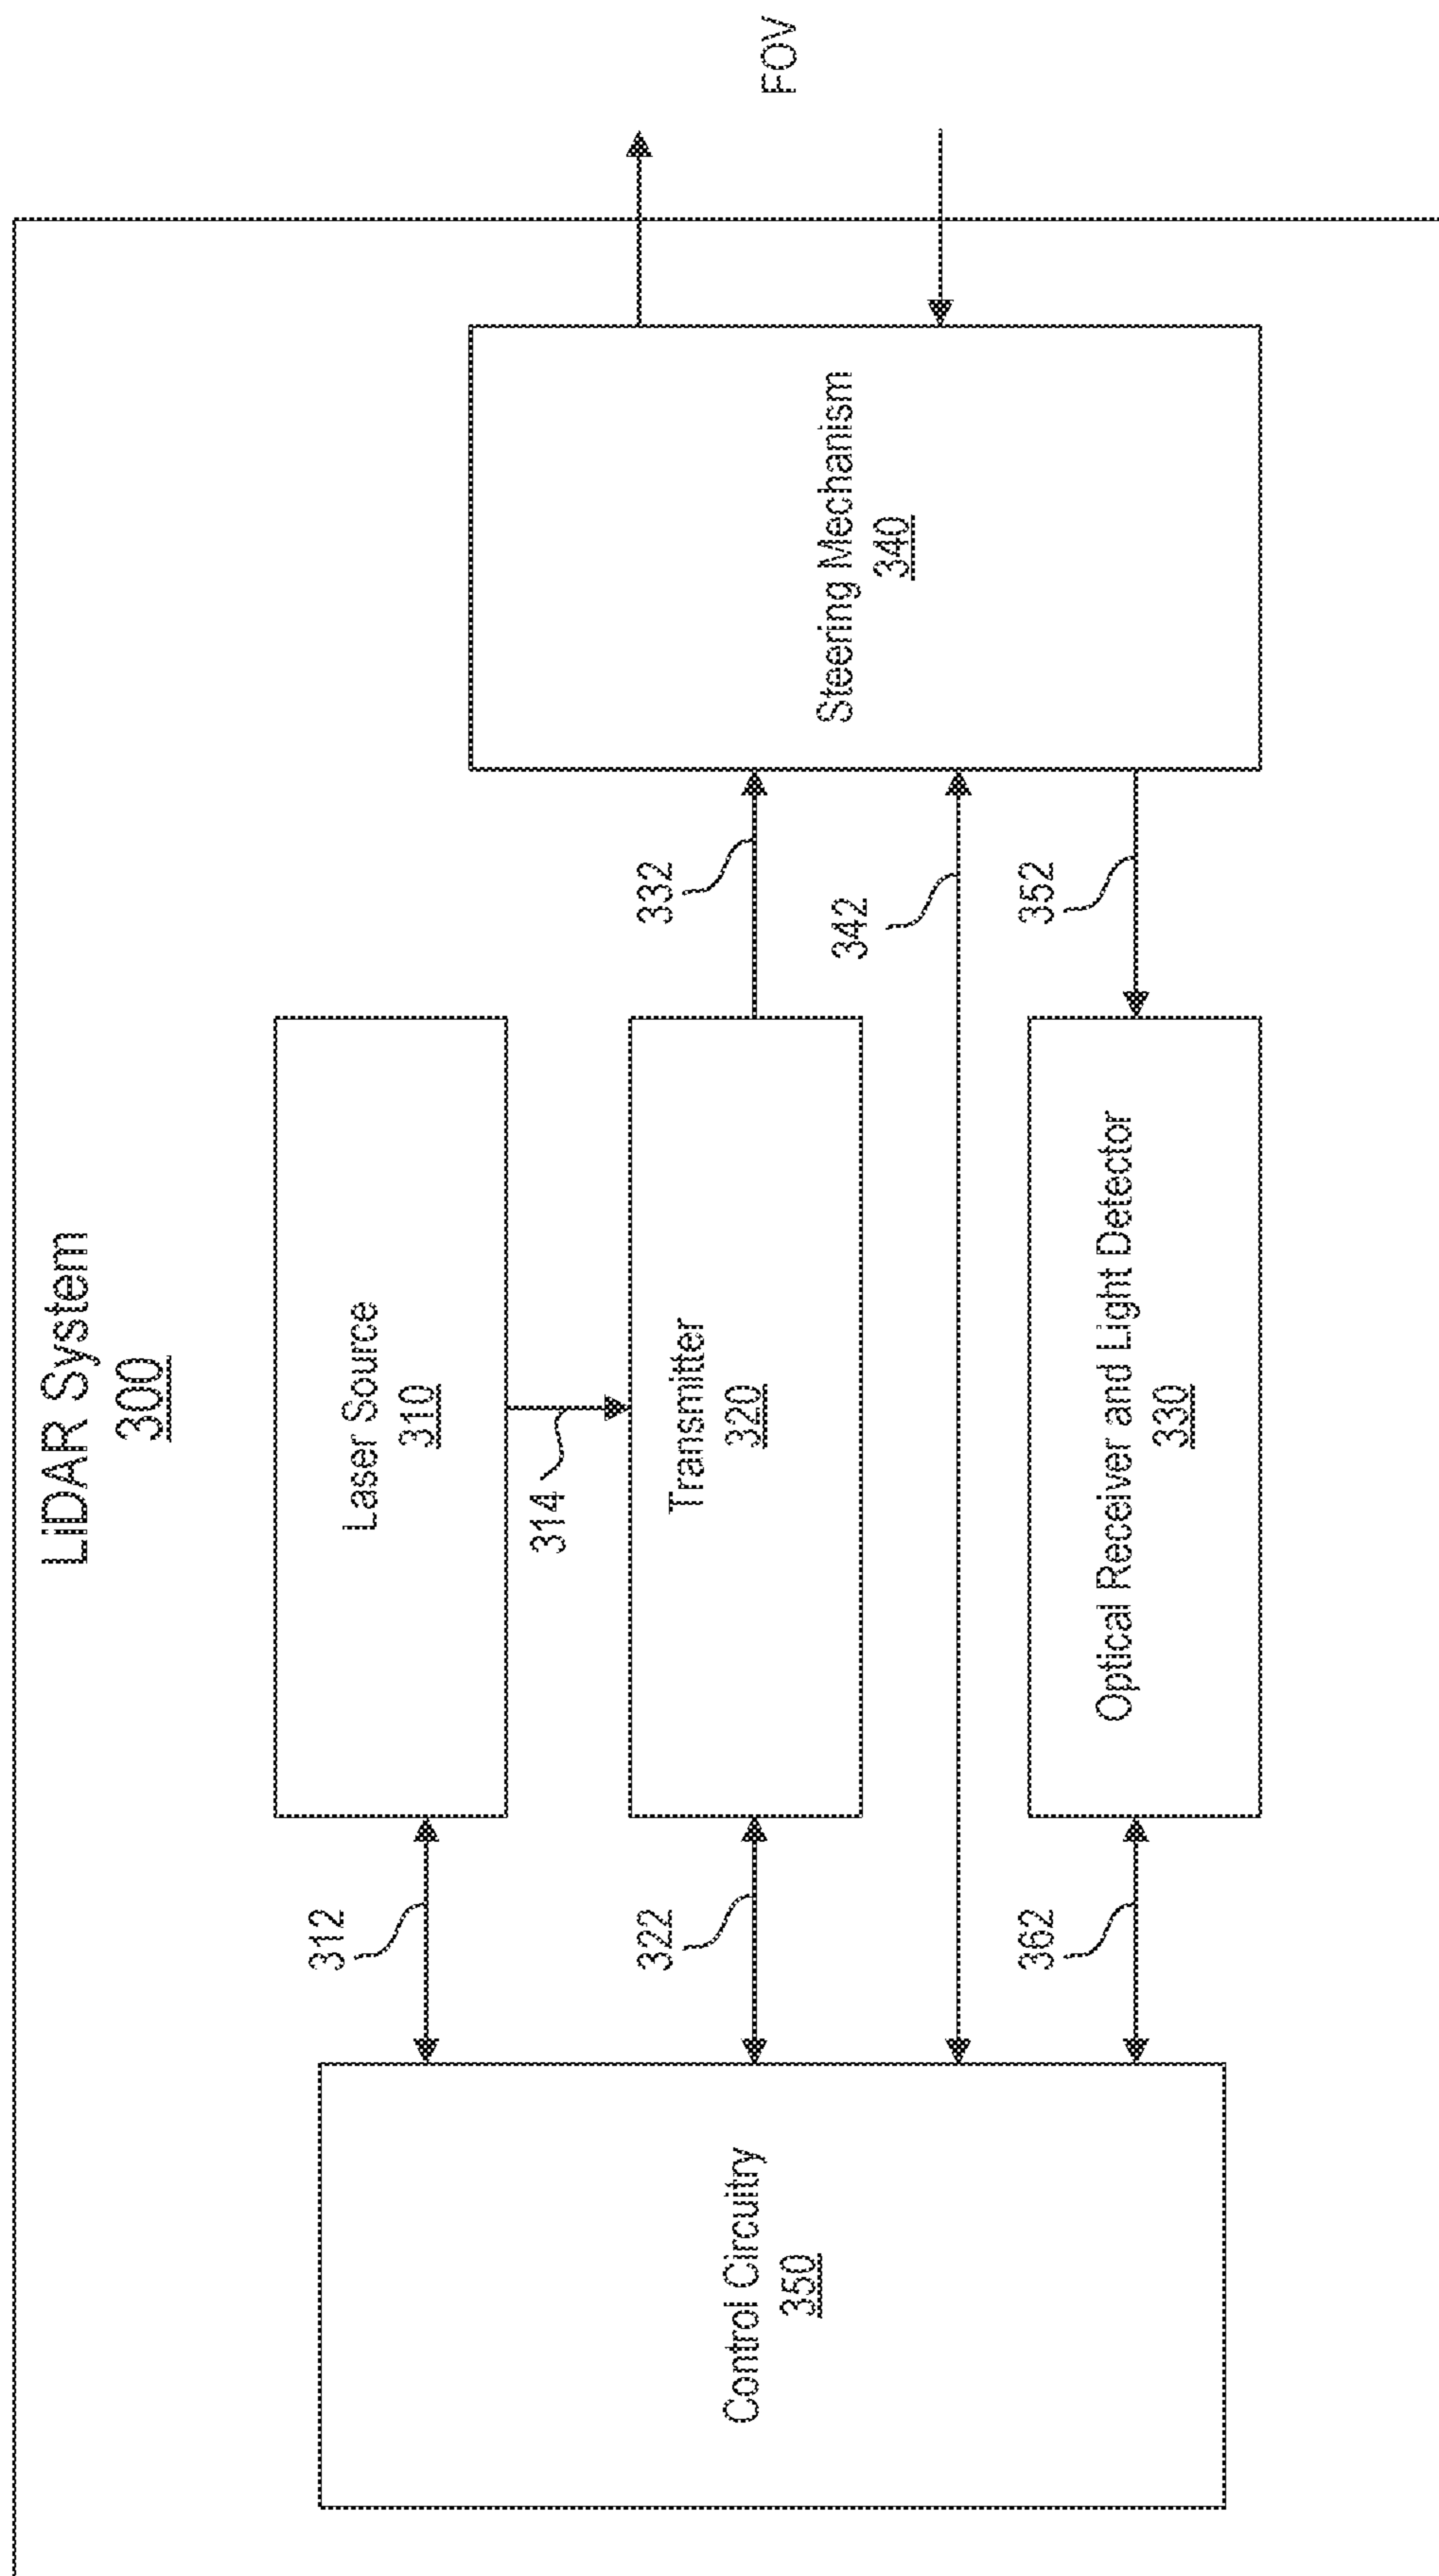 LiDAR System
300
Laser Source
310
312
314
Transmitter
320
322
332
FOV
Steering Mechanism
340
342
Control Circuitry
350
352
Optical Receiver and Light Detector
330
362